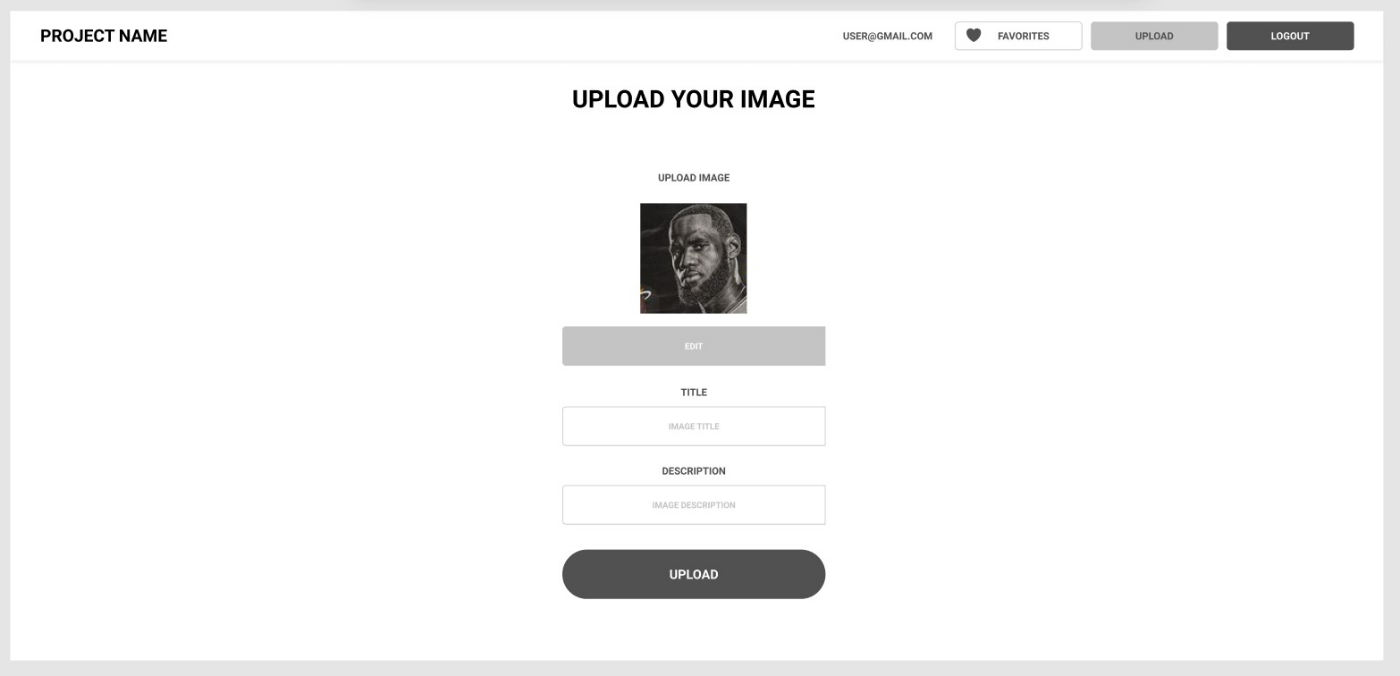 PROJECT NAME
USER@GMAIL.COM
FAVORITES
UPLOAD
LOGOUT
UPLOAD YOUR IMAGE
UPLOAD IMAGE
EDIT
TITLE
IMAGE TITLE
DESCRIPTION
IMAGE DESCRIPTION
UPLOAD